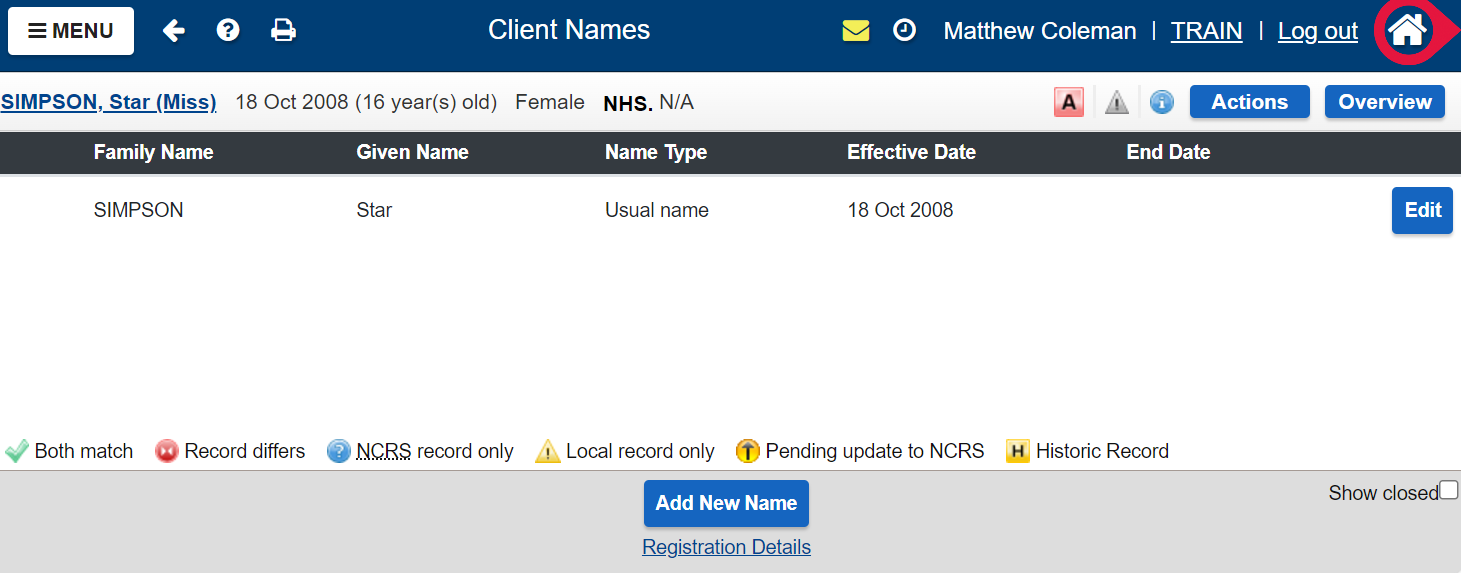 MENU Client Names Matthew Coleman | TRAIN | Log out
SIMPSON, Star (Miss) 18 Oct 2008 (16 year(s) old) Female NHS. N/A A Actions Overview
Family Name Given Name Name Type Effective Date End Date
SIMPSON Star Usual name 18 Oct 2008 Edit
Both match Record differs NCRS record only Local record only Pending update to NCRS H Historic Record
Add New Name Show closed
Registration Details